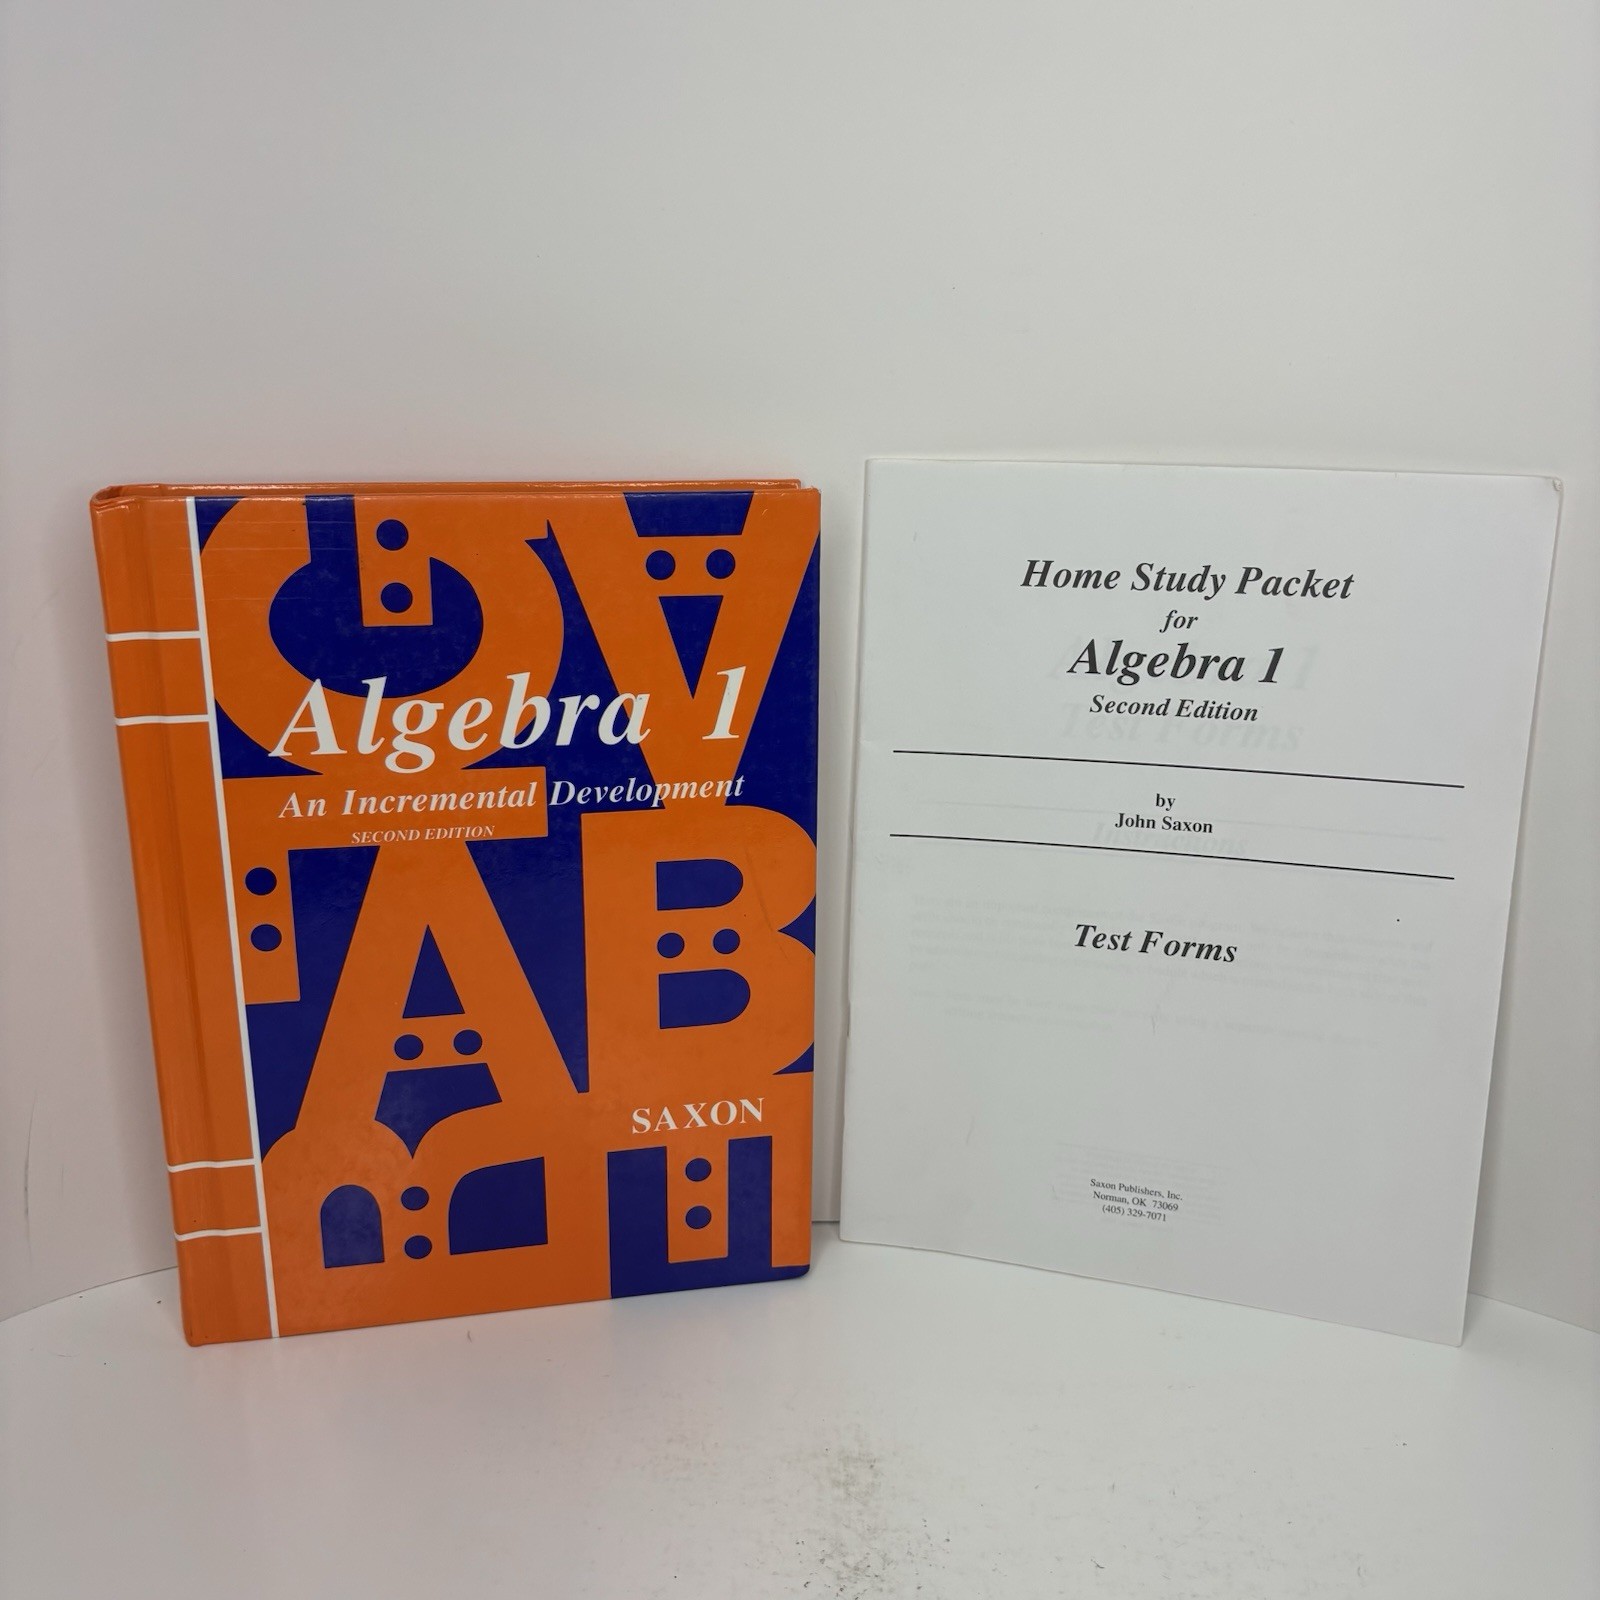 Algebra 1
An Incremental Development
SECOND EDITION
SAXON
Home Study Packet
for
Algebra 1
Second Edition
by
John Saxon
Test Forms
Saxon Publishers, Inc.
Norman, OK 73069
(405) 329-7071